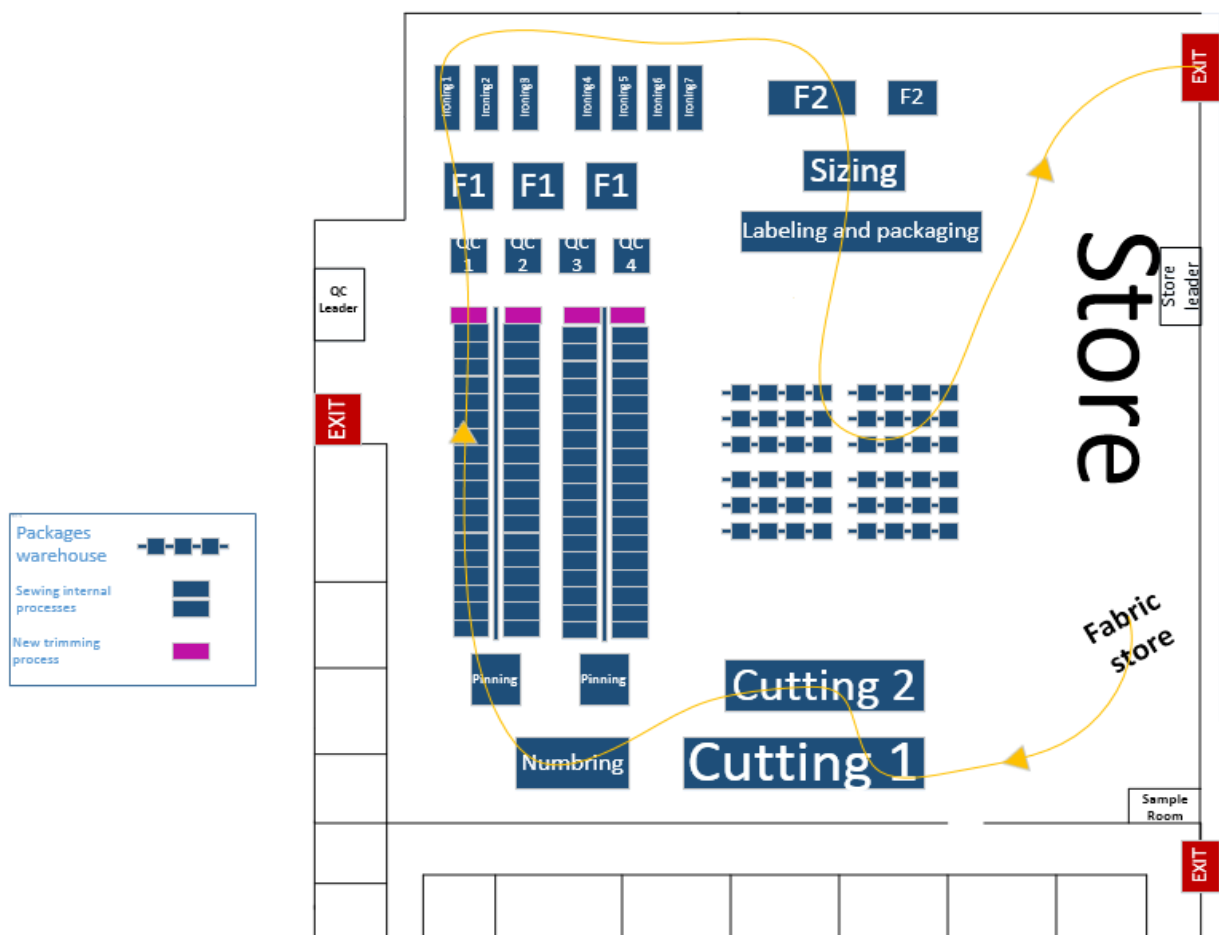 EXIT
Ironing1
Ironing2
Ironing3
Ironing4
Ironing5
Ironing6
Ironing7
F2
F2
Sizing
F1
F1
F1
Labeling and packaging
QC
1
QC
2
QC
3
QC
4
QC
Leader
Store
Store
leader
EXIT
Packages
warehouse
Sewing internal
processes
New trimming
process
Fabric
store
Pinning
Pinning
Cutting 2
Numbring
Cutting 1
Sample
Room
EXIT